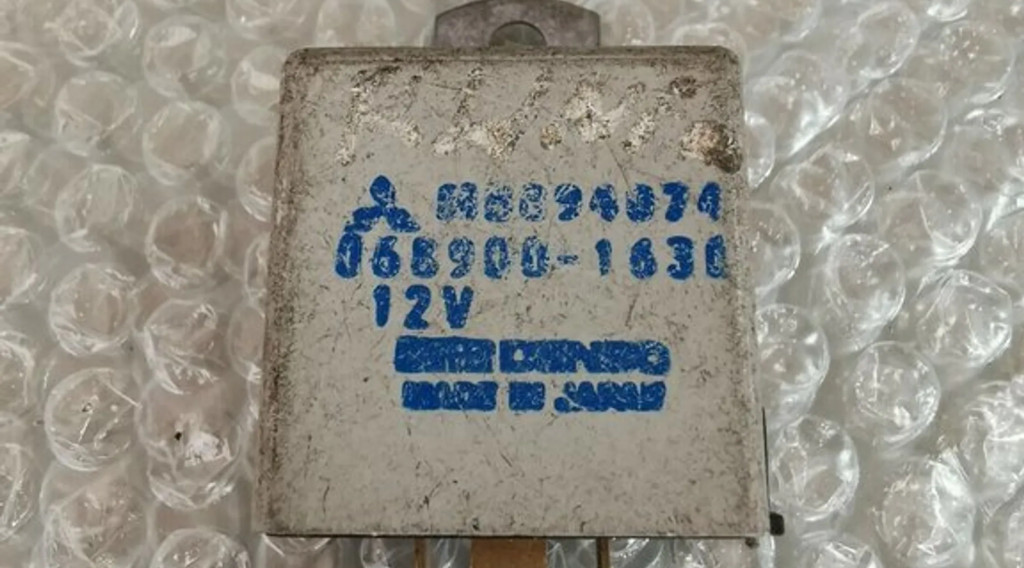 MB894074
068900-1630
12V
DENSO
MADE IN JAPAN